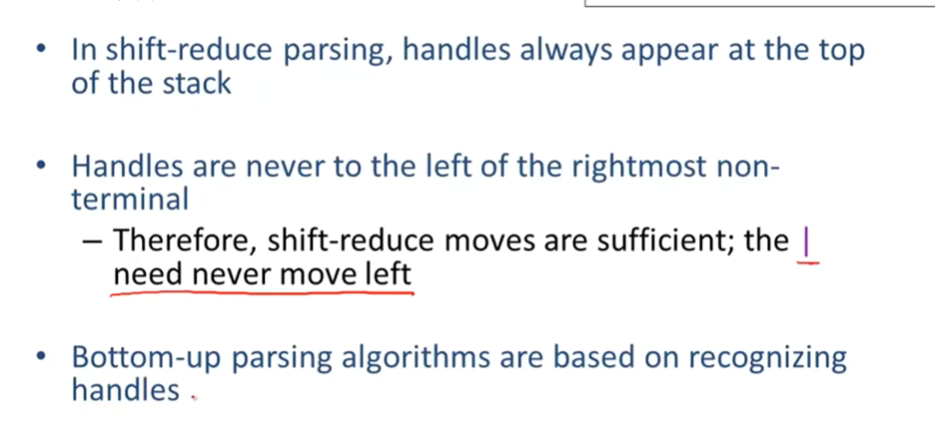 • In shift-reduce parsing, handles always appear at the top
of the stack
• Handles are never to the left of the rightmost non-
terminal
– Therefore, shift-reduce moves are sufficient; the |
need never move left
• Bottom-up parsing algorithms are based on recognizing
handles .